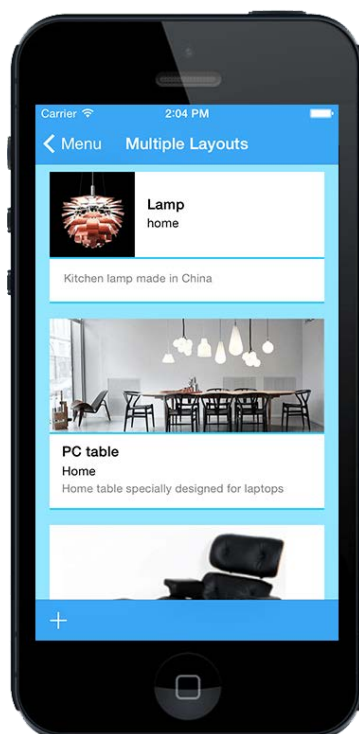 Carrier
2:04 PM
Menu
Multiple Layouts
Lamp
home
Kitchen lamp made in China
PC table
Home
Home table specially designed for laptops
+